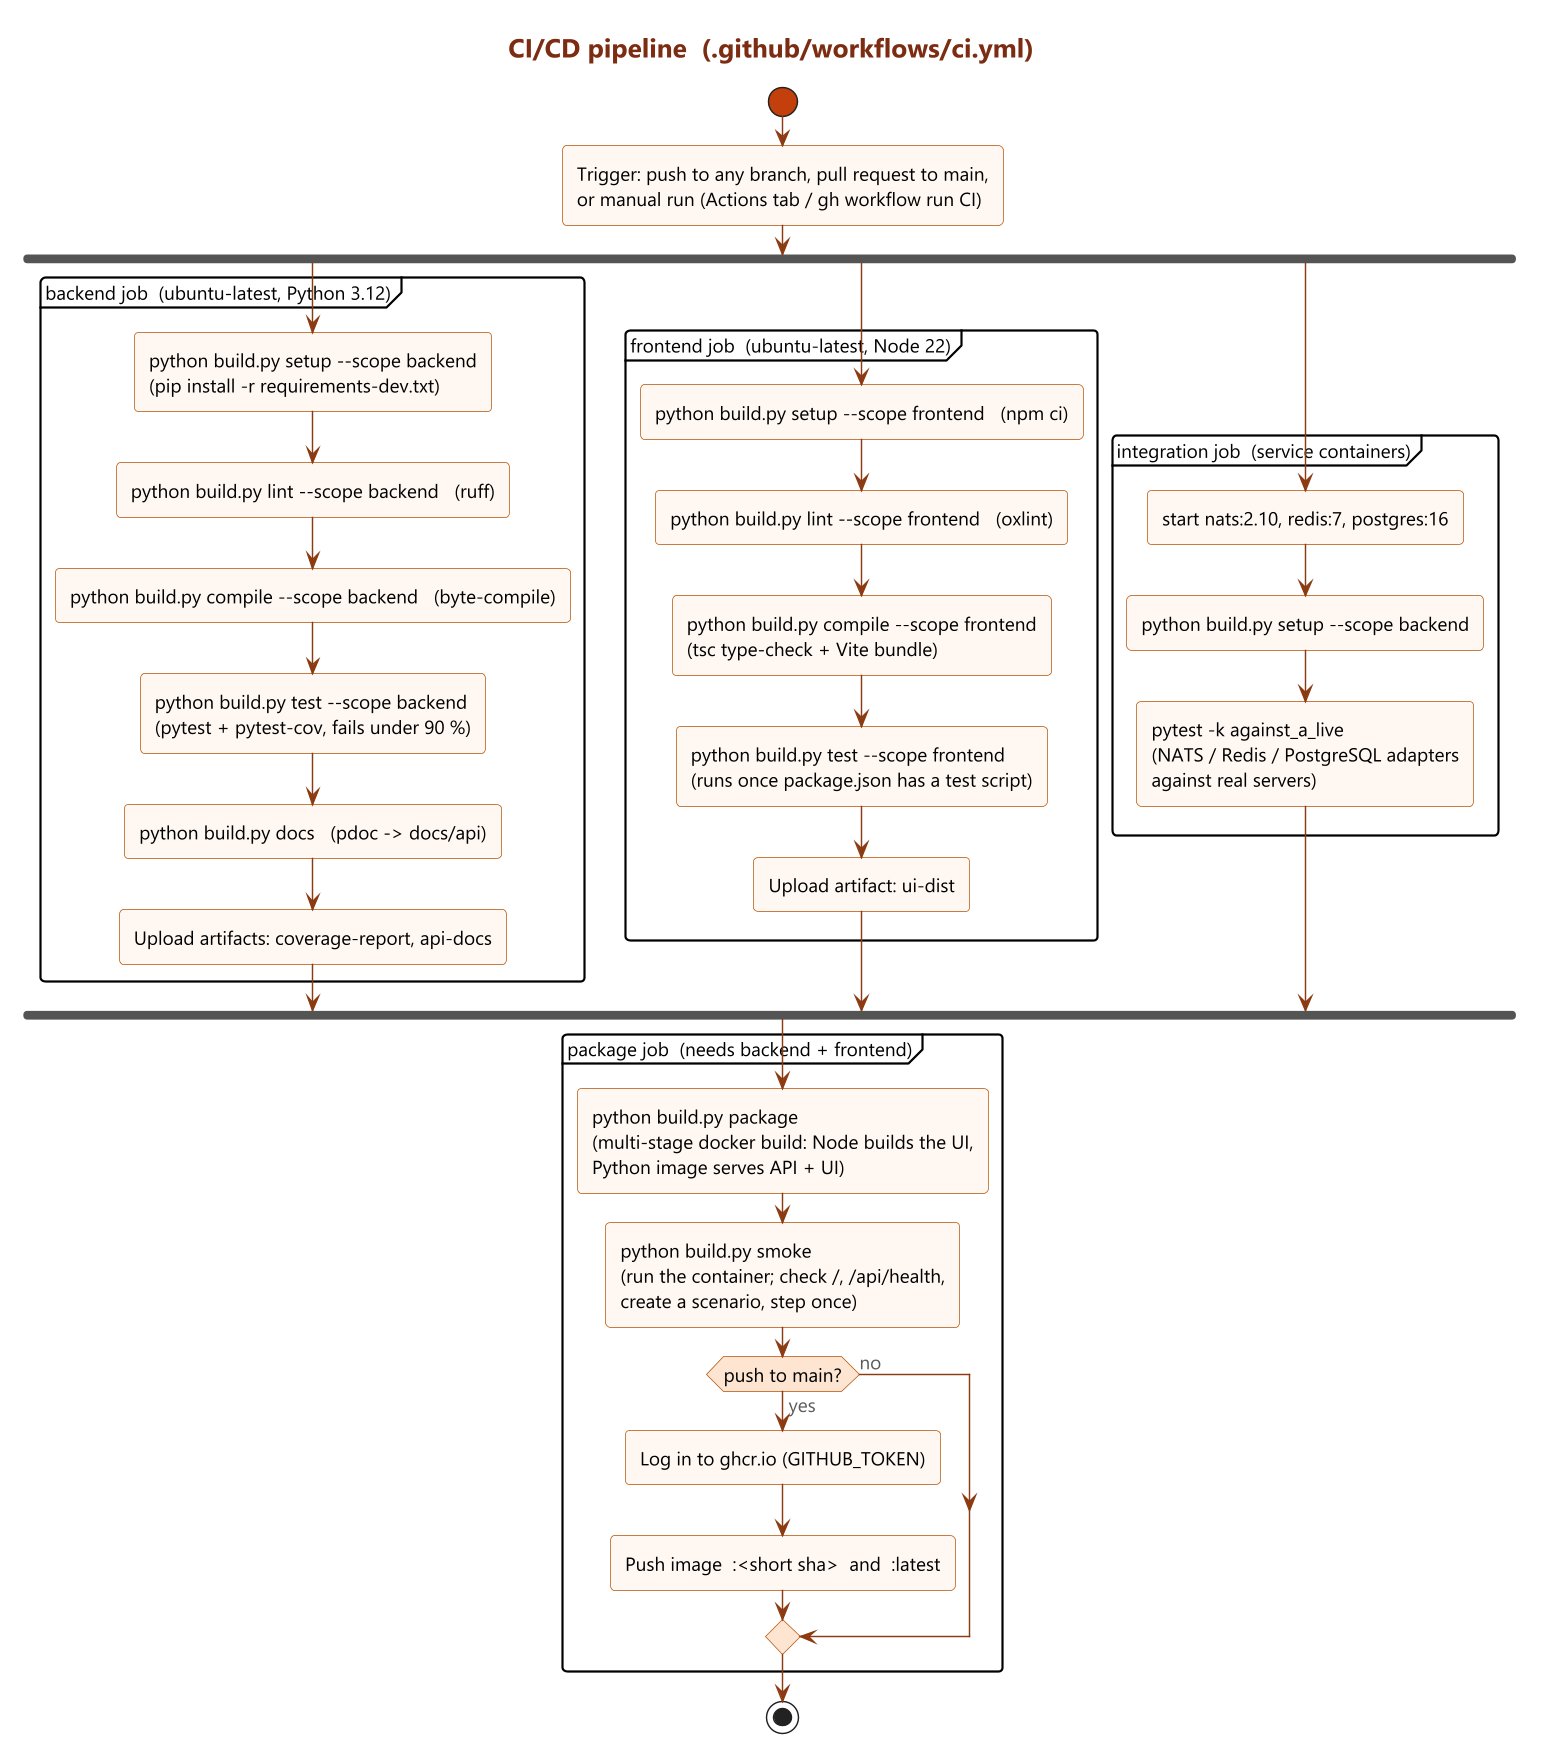 CI/CD pipeline  (.github/workflows/ci.yml)
Trigger: push to any branch, pull request to main,
or manual run (Actions tab / gh workflow run CI)
backend job  (ubuntu-latest, Python 3.12)
python build.py setup --scope backend
(pip install -r requirements-dev.txt)
python build.py lint --scope backend   (ruff)
python build.py compile --scope backend   (byte-compile)
python build.py test --scope backend
(pytest + pytest-cov, fails under 90 %)
python build.py docs   (pdoc -> docs/api)
Upload artifacts: coverage-report, api-docs
frontend job  (ubuntu-latest, Node 22)
python build.py setup --scope frontend   (npm ci)
python build.py lint --scope frontend   (oxlint)
python build.py compile --scope frontend
(tsc type-check + Vite bundle)
python build.py test --scope frontend
(runs once package.json has a test script)
Upload artifact: ui-dist
integration job  (service containers)
start nats:2.10, redis:7, postgres:16
python build.py setup --scope backend
pytest -k against_a_live
(NATS / Redis / PostgreSQL adapters
against real servers)
package job  (needs backend + frontend)
python build.py package
(multi-stage docker build: Node builds the UI,
Python image serves API + UI)
python build.py smoke
(run the container; check /, /api/health,
create a scenario, step once)
push to main?
no
yes
Log in to ghcr.io (GITHUB_TOKEN)
Push image  :<short sha>  and  :latest